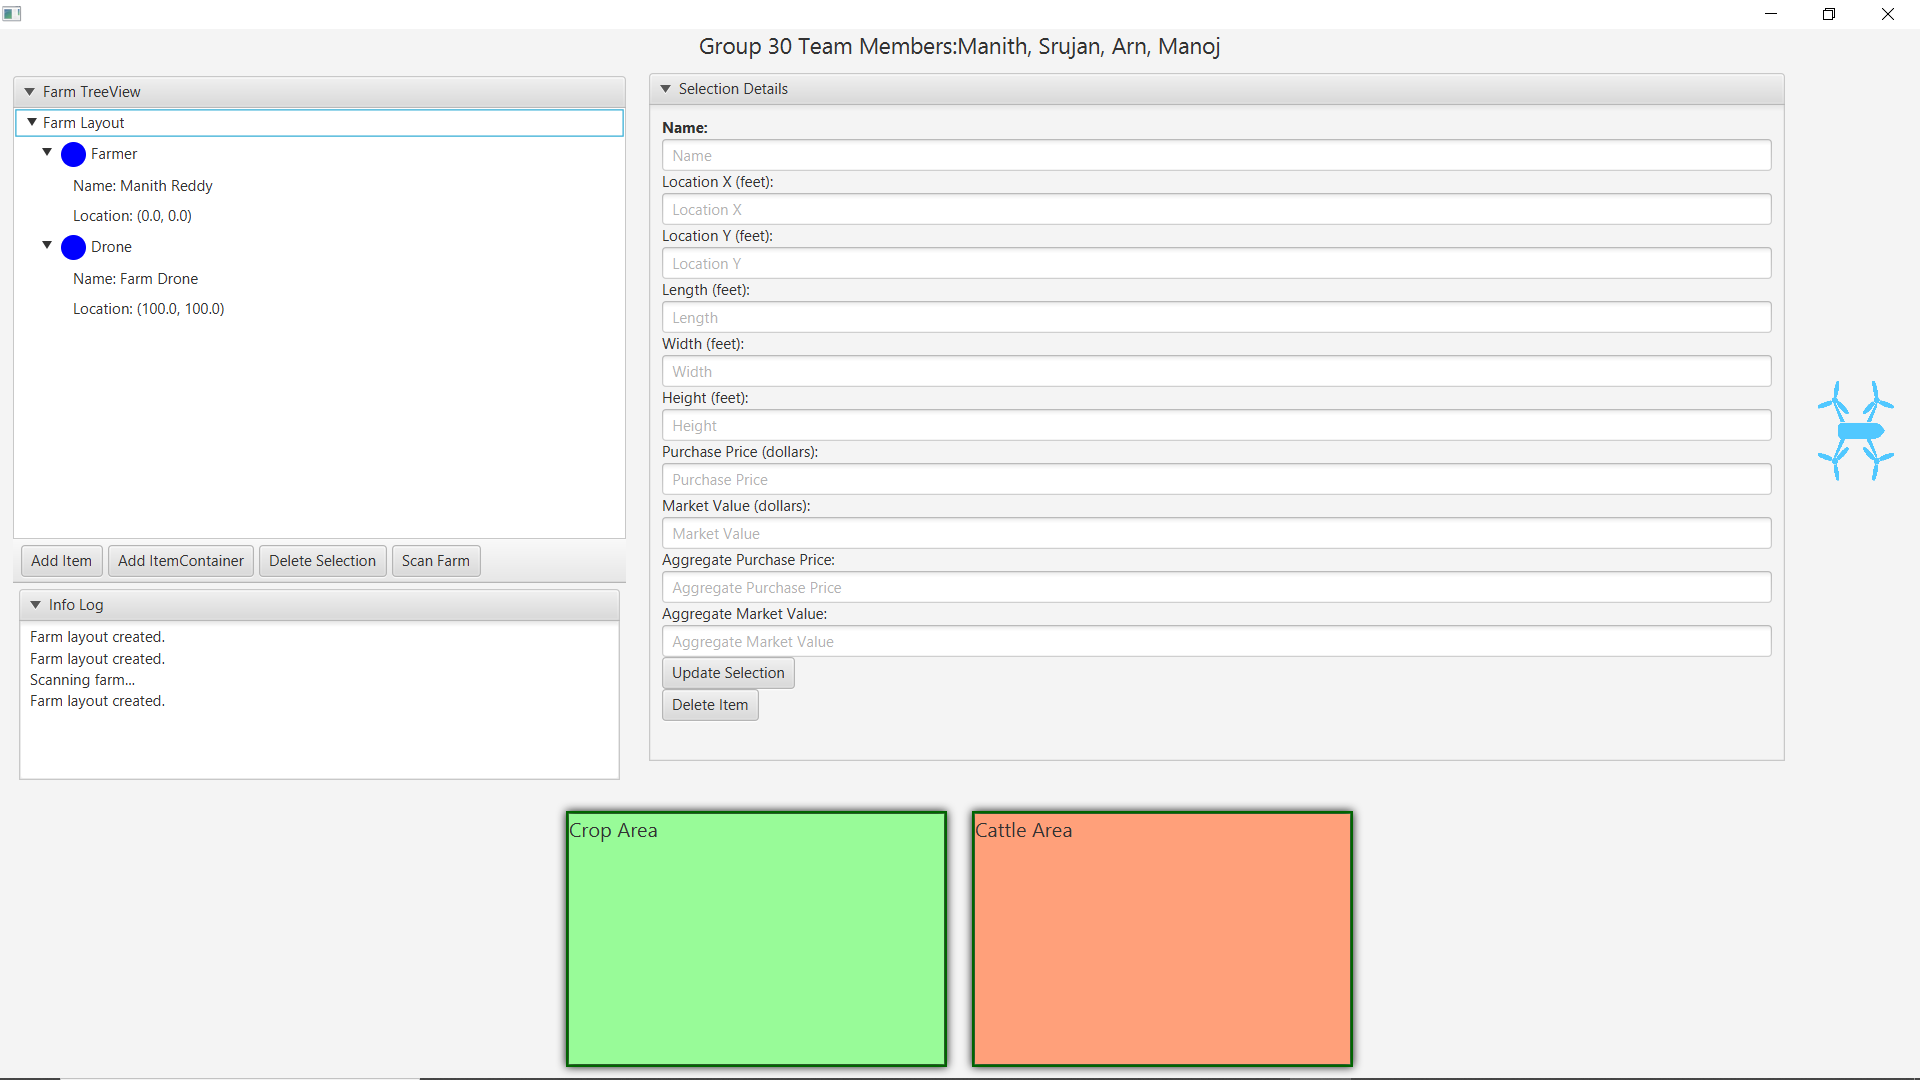 Group 30 Team Members:Manith, Srujan, Arn, Manoj
Farm TreeView
Farm Layout
Farmer
Name: Manith Reddy
Location: (0.0, 0.0)
Drone
Name: Farm Drone
Location: (100.0, 100.0)
Add Item
Add ItemContainer
Delete Selection
Scan Farm
Info Log
Farm layout created.
Farm layout created.
Scanning farm...
Farm layout created.
Selection Details
Name:
Name
Location X (feet):
Location X
Location Y (feet):
Location Y
Length (feet):
Length
Width (feet):
Width
Height (feet):
Height
Purchase Price (dollars):
Purchase Price
Market Value (dollars):
Market Value
Aggregate Purchase Price:
Aggregate Purchase Price
Aggregate Market Value:
Aggregate Market Value
Update Selection
Delete Item
Crop Area
Cattle Area